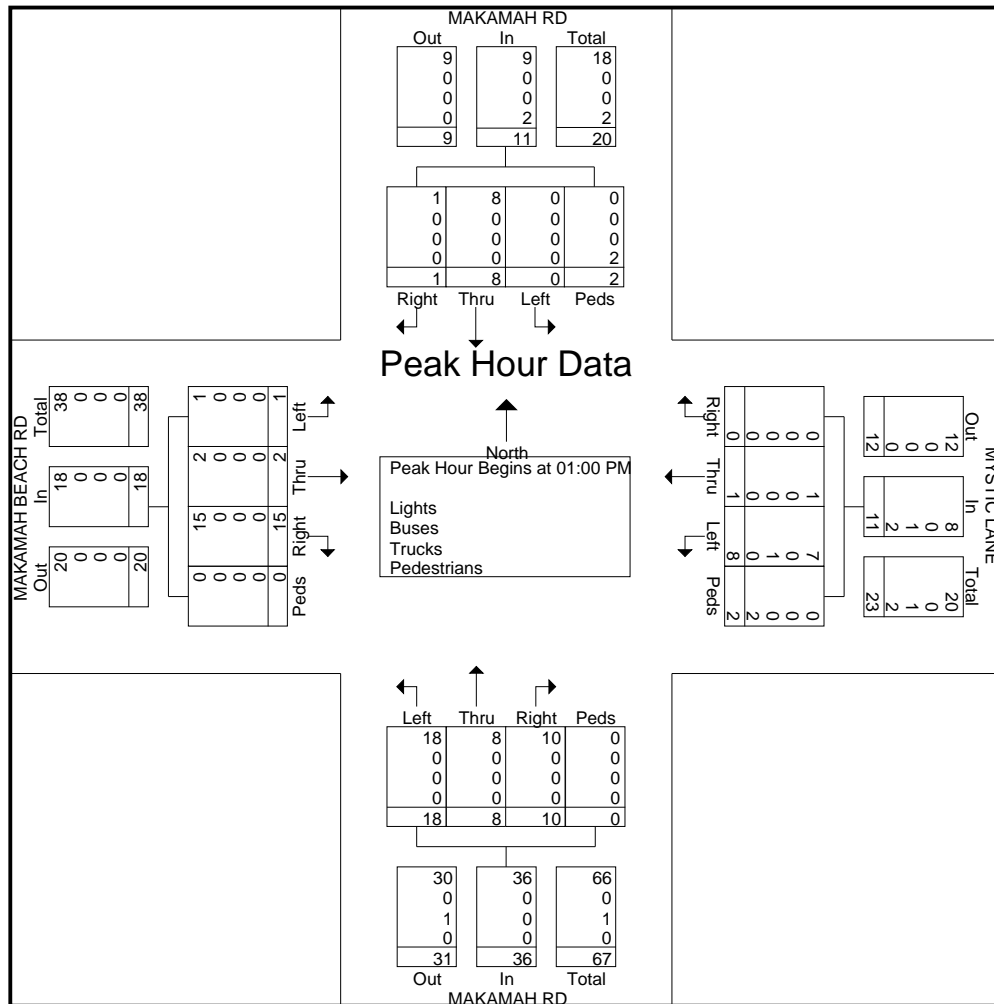 MAKAMAH RD
Out In Total
9 9 18
0 0 0
0 0 0
0 2 2
9 11 20
1 8 0 0
0 0 0 0
0 0 0 0
0 0 0 2
1 8 0 2
Right Thru Left Peds
Peak Hour Data
North
Peak Hour Begins at 01:00 PM
Lights
Buses
Trucks
Pedestrians
MAKAMAH BEACH RD
Out In Total
20 18 38
0 0 0
0 0 0
0 0 0
20 18 38
0 15 2 1
0 0 0 0
0 0 0 0
0 0 0 0
0 15 2 1
Peds Right Thru Left
MYSTIC LANE
Out In Total
12 8 20
0 0 0
0 1 1
0 2 2
12 11 23
0 1 7 0
0 0 0 0
0 0 1 0
0 0 0 2
0 1 8 2
Right Thru Left Peds
Left Thru Right Peds
18 8 10 0
0 0 0 0
0 0 0 0
0 0 0 0
18 8 10 0
30 36 66
0 0 0
1 0 1
0 0 0
31 36 67
Out In Total
MAKAMAH RD